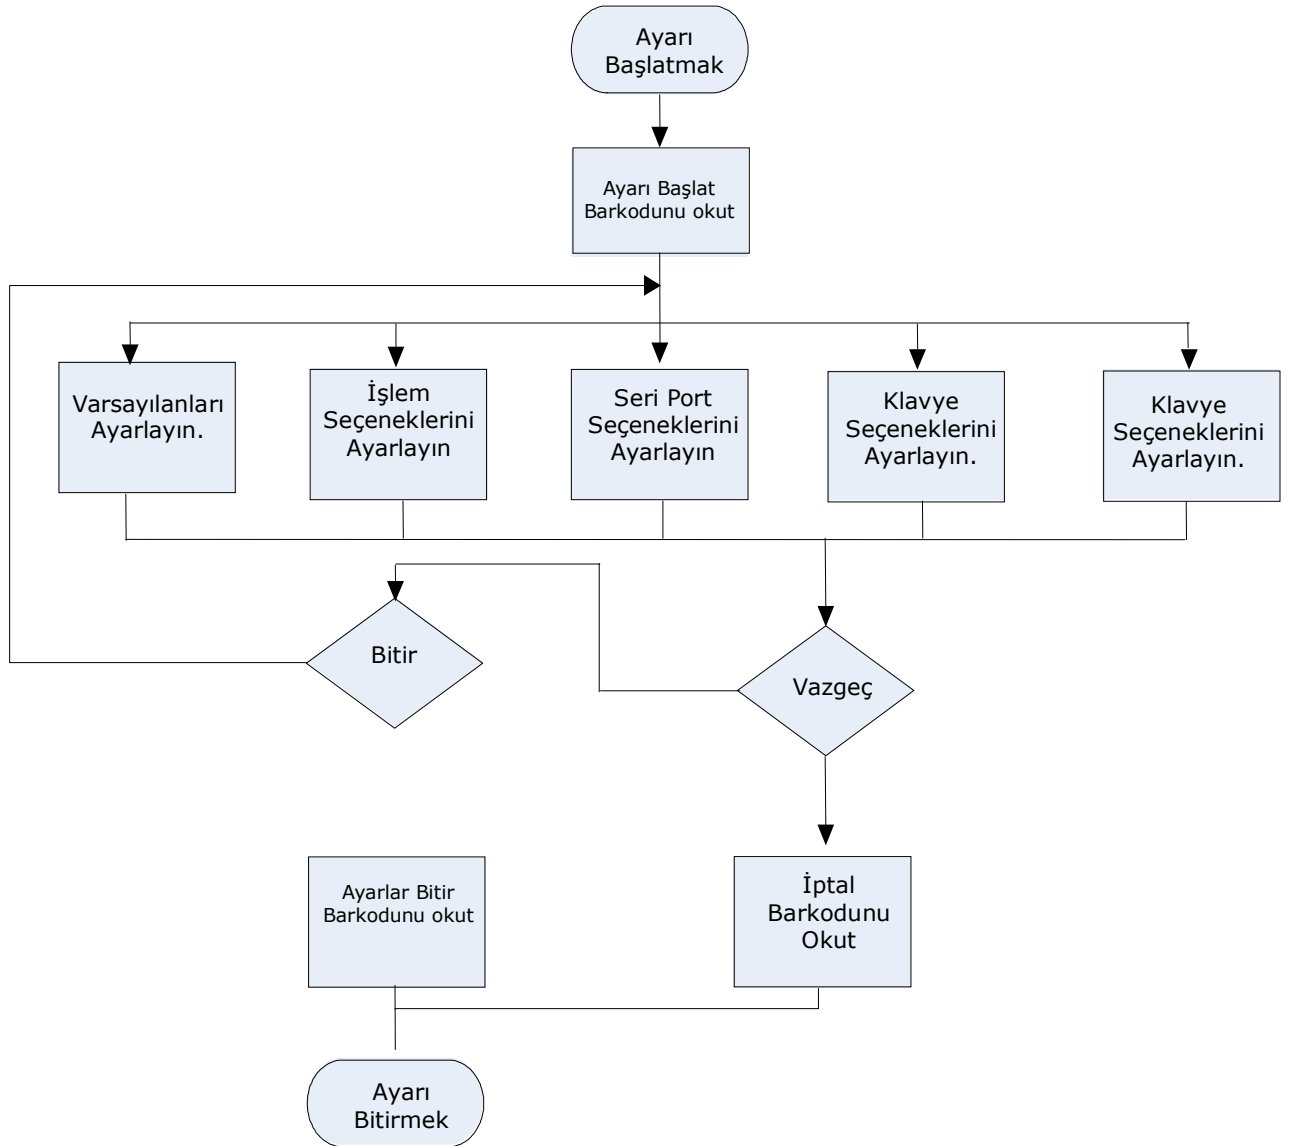 Ayarı
Başlatmak
Ayarı Başlat
Barkodunu okut
Varsayılanları
Ayarlayın.
İşlem
Seçeneklerini
Ayarlayın
Seri Port
Seçeneklerini
Ayarlayın
Klavye
Seçeneklerini
Ayarlayın.
Klavye
Seçeneklerini
Ayarlayın.
Bitir
Vazgeç
Ayarlar Bitir
Barkodunu okut
İptal
Barkodunu
Okut
Ayarı
Bitirmek